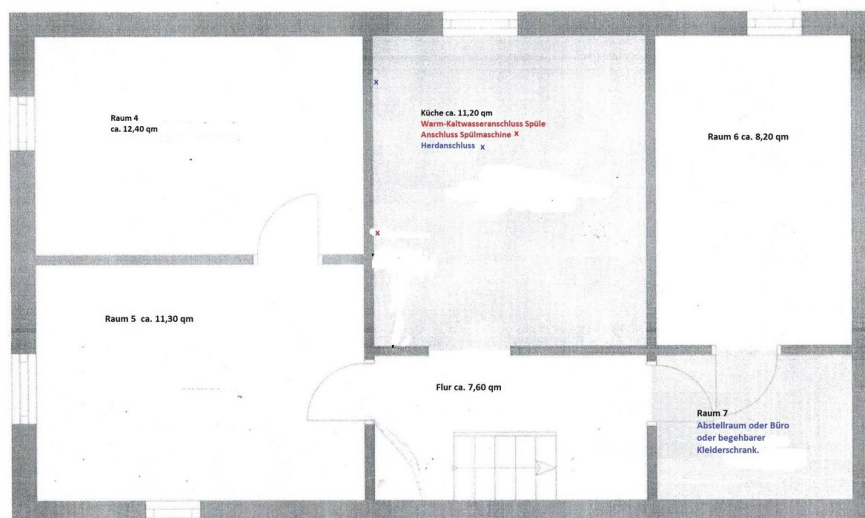 Raum 4
ca. 12,40 qm
x
Küche ca. 11,20 qm
Warm-Kaltwasseranschluss Spüle
Anschluss Spülmaschine x
Herdanschluss x
Raum 6 ca. 8,20 qm
x
Raum 5 ca. 11,30 qm
Flur ca. 7,60 qm
Raum 7
Abstellraum oder Büro
oder begehbarer
Kleiderschrank.